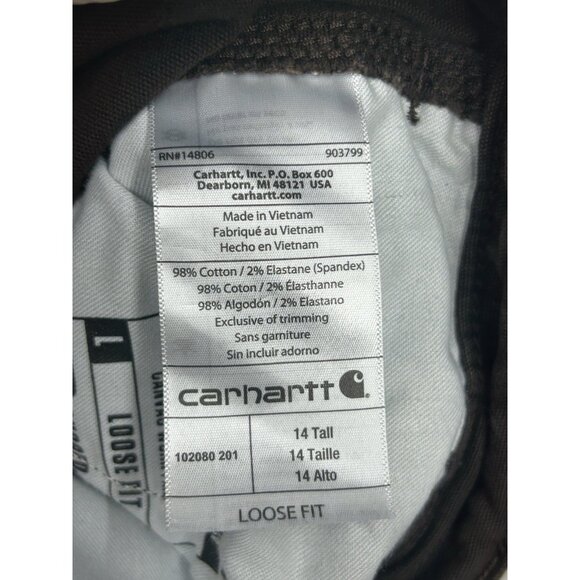 RN#14806 903799
Carhartt, Inc. P.O. Box 600
Dearborn, MI 48121 USA
carhartt.com
Made in Vietnam
Fabriqué au Vietnam
Hecho en Vietnam
98% Cotton / 2% Elastane (Spandex)
98% Coton / 2% Élasthanne
98% Algodón / 2% Elastano
Exclusive of trimming
Sans garniture
Sin incluir adorno
carhartt
102080 201
14 Tall
14 Taille
14 Alto
LOOSE FIT
1
LOOSE FIT